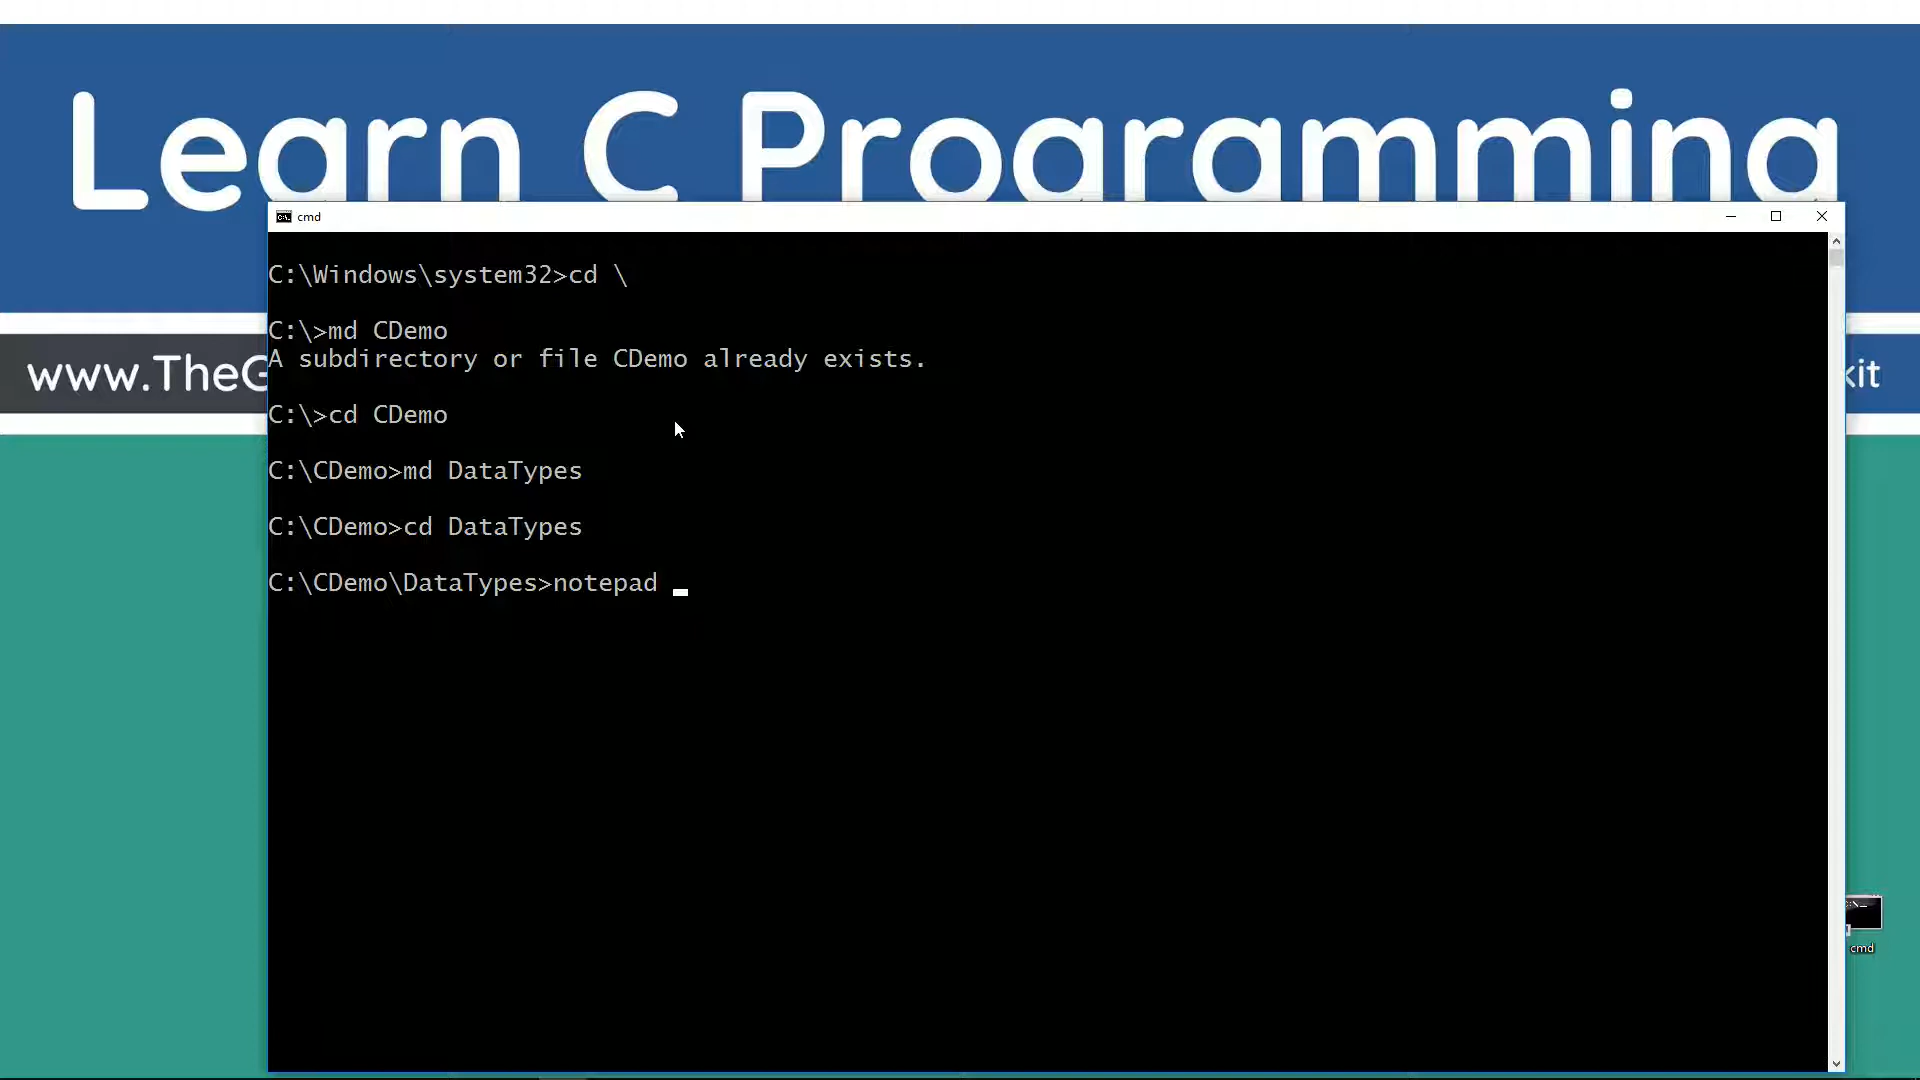 Learn C Programming
cmd
C:\Windows\system32>cd \
C:\>md CDemo
A subdirectory or file CDemo already exists.
www.TheG
kit
C:\>cd CDemo
C:\CDemo>md DataTypes
C:\CDemo>cd DataTypes
C:\CDemo\DataTypes>notepad
cmd